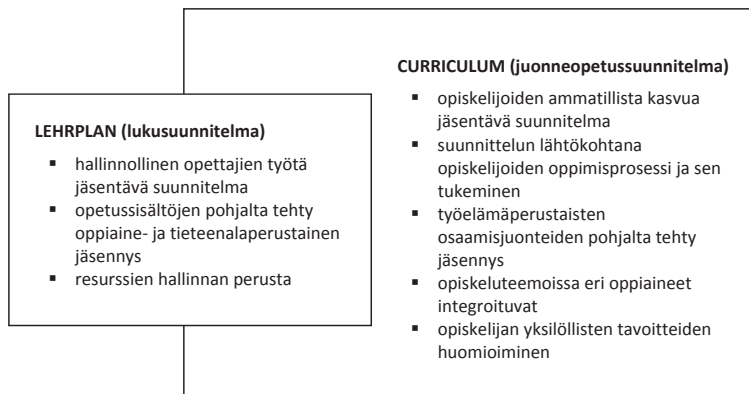 LEHRPLAN (lukusuunnitelma)
▪ hallinnollinen opettajien työtä
jäsentävä suunnitelma
▪ opetussisältöjen pohjalta tehty
oppiaine- ja tieteenalaperustainen
jäsennys
▪ resurssien hallinnan perusta
CURRICULUM (juonneopetussuunnitelma)
▪ opiskelijoiden ammatillista kasvua
jäsentävä suunnitelma
▪ suunnittelun lähtökohtana
opiskelijoiden oppimisprosessi ja sen
tukeminen
▪ työelämäperustaisten
osaamisjuonteiden pohjalta tehty
jäsennys
▪ opiskeluteemoissa eri oppiaineet
integroituvat
▪ opiskelijan yksilöllisten tavoitteiden
huomioiminen